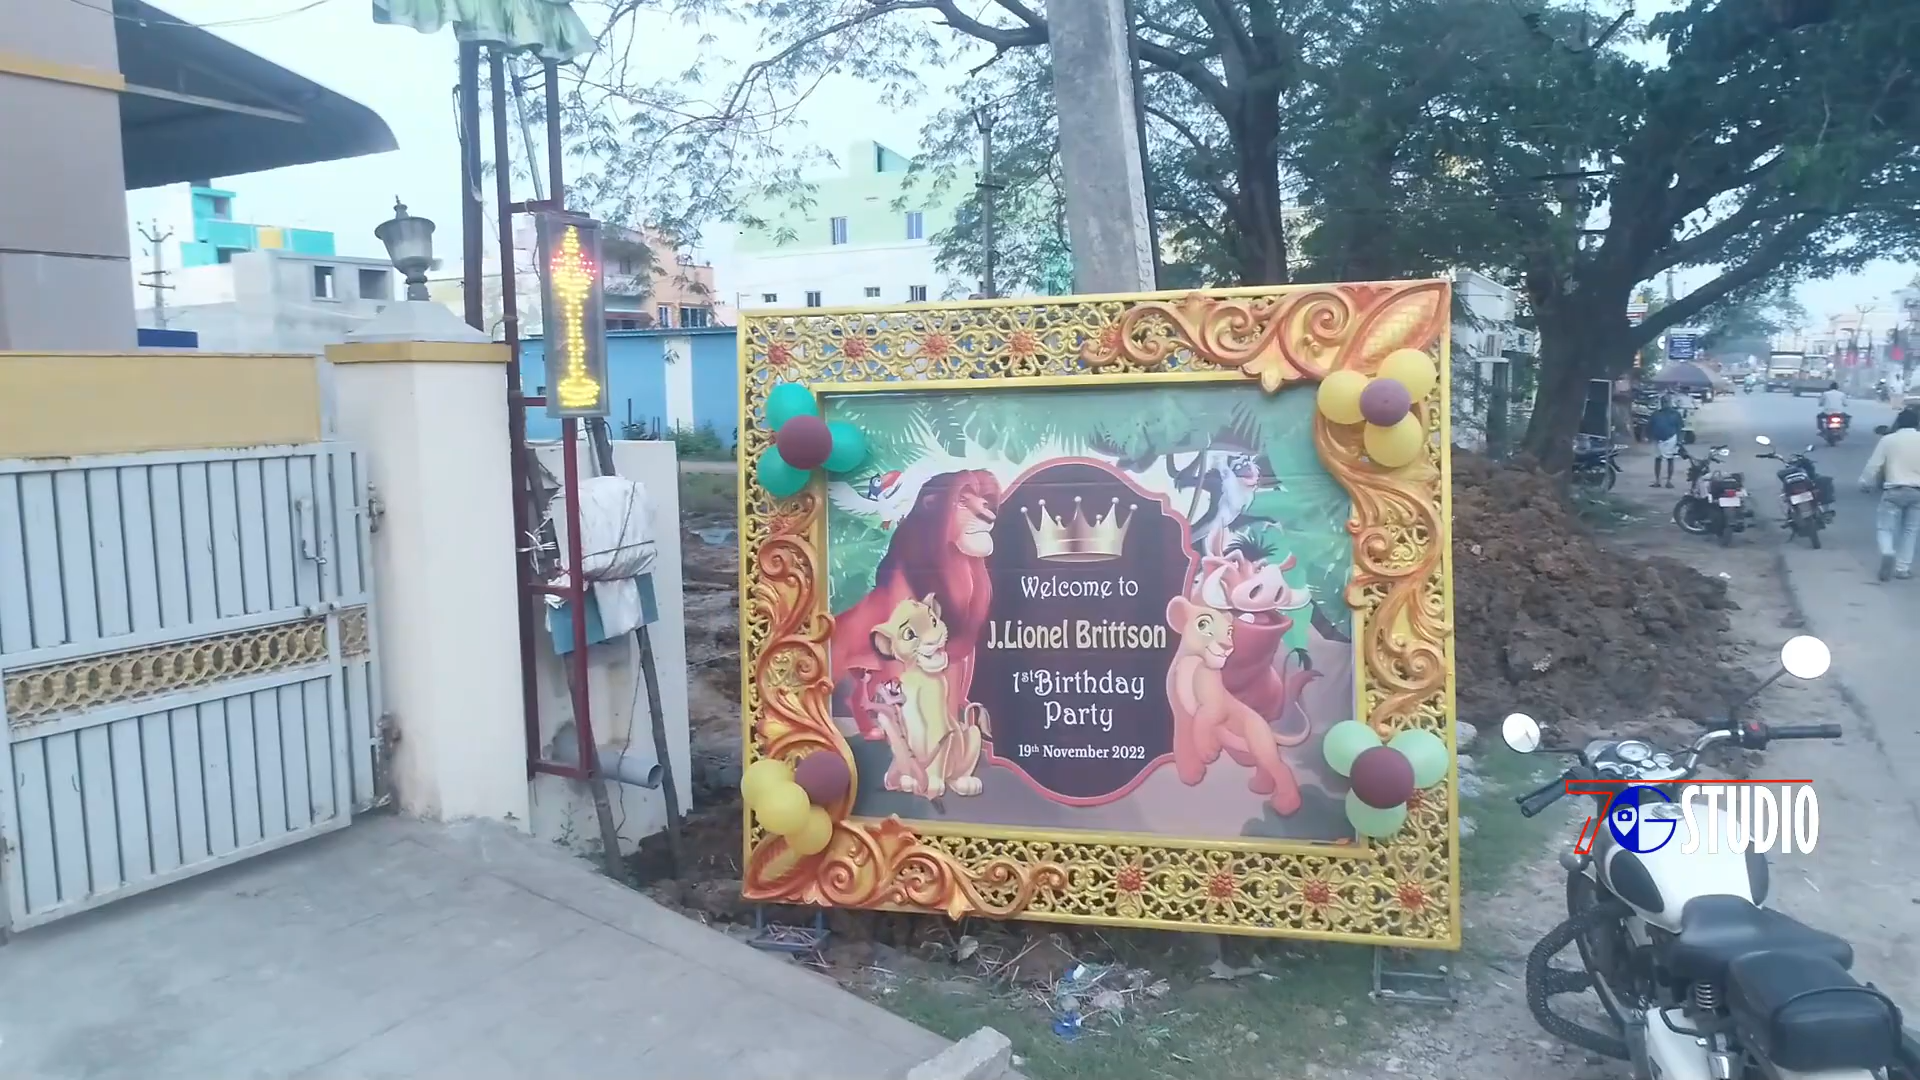 Welcome to
J.Lionel Brittson
1st Birthday
Party
19th November 2022
7G STUDIO